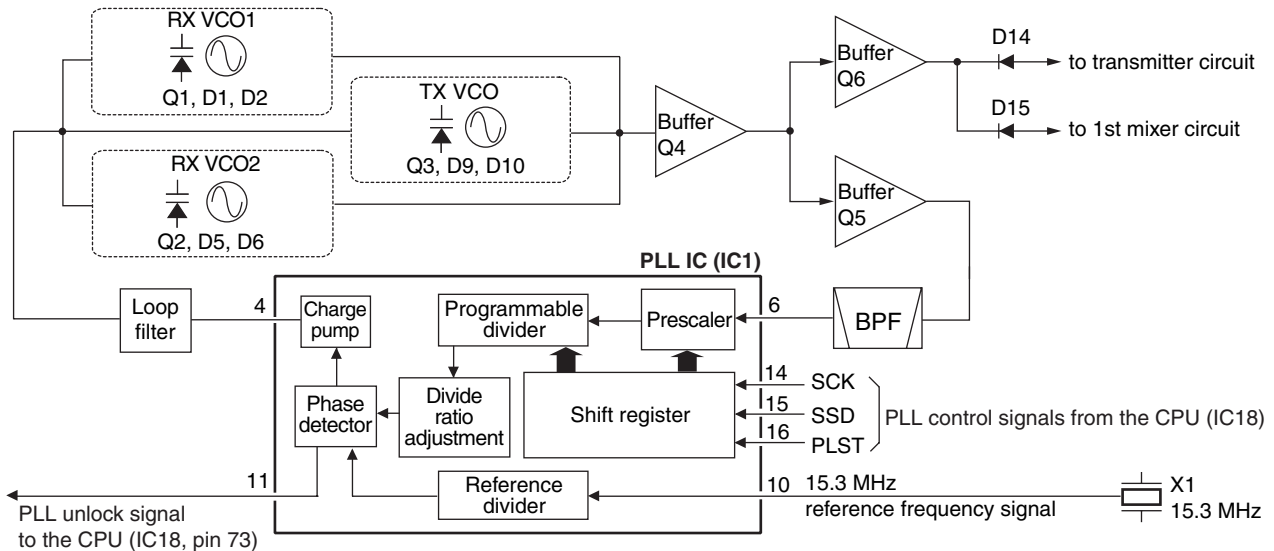 RX VCO1
Q1, D1, D2
TX VCO
Q3, D9, D10
RX VCO2
Q2, D5, D6
Buffer
Q4
Buffer
Q6
Buffer
Q5
D14
to transmitter circuit
D15
to 1st mixer circuit
PLL IC (IC1)
Loop
filter
4
Charge
pump
Programmable
divider
Prescaler
6
BPF
Phase
detector
Divide
ratio
adjustment
Shift register
14
SCK
15
SSD
16
PLST
PLL control signals from the CPU (IC18)
11
Reference
divider
10
15.3 MHz
reference frequency signal
X1
15.3 MHz
PLL unlock signal
to the CPU (IC18, pin 73)